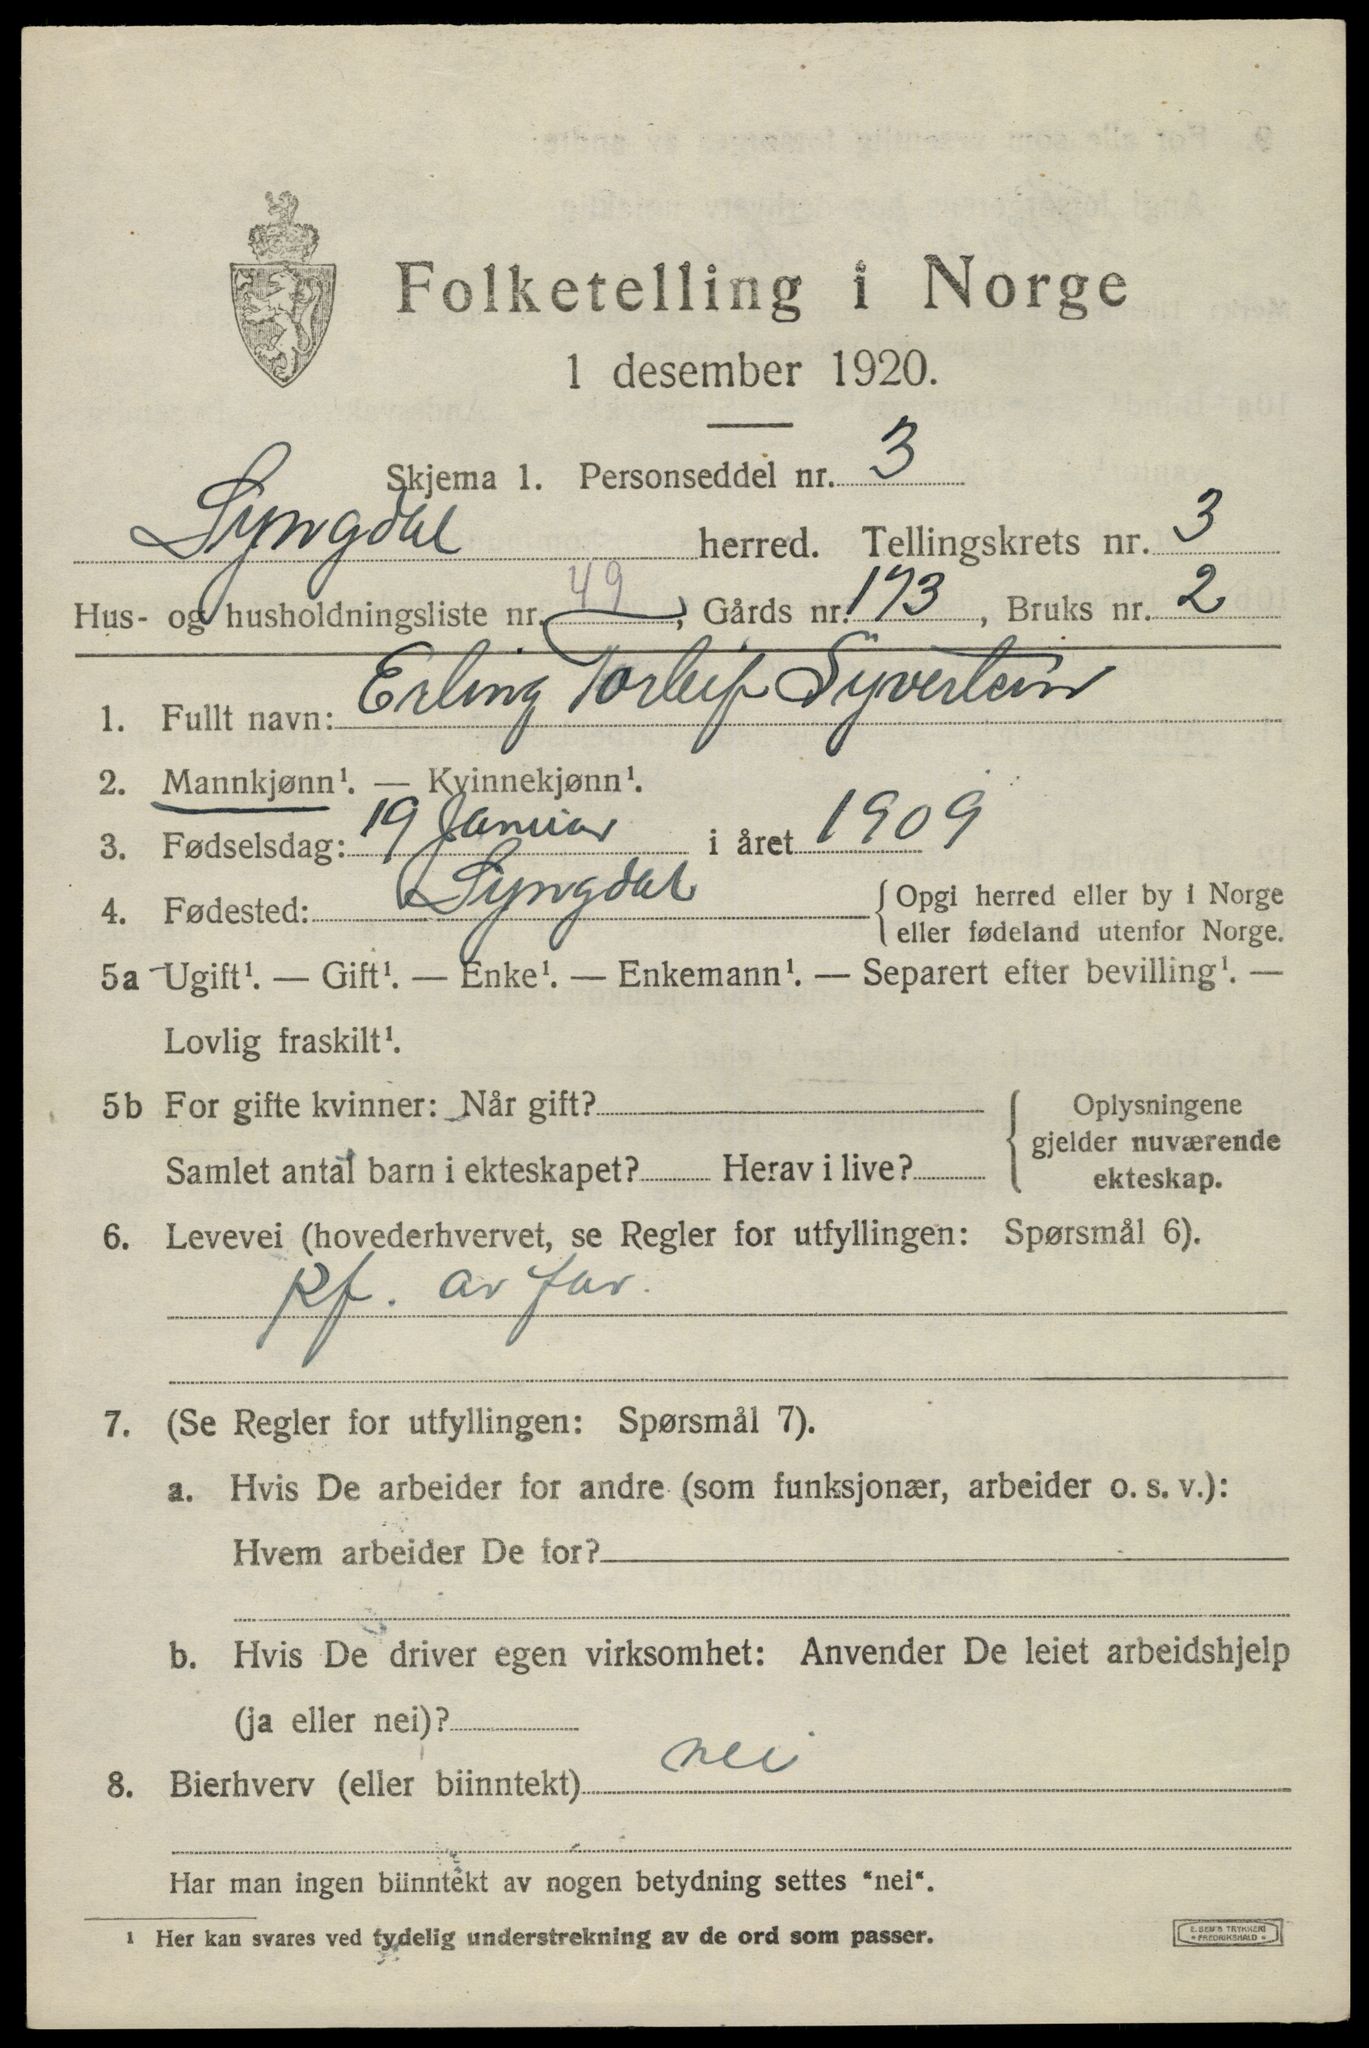 Folketelling i Norge
1 desember 1920.
Skjema 1. Personseddel nr. 3
Lyngdal herred. Tellingskrets nr. 3
Hus- og husholdningsliste nr. 49, Gårds nr. 173, Bruks nr. 2
1. Fullt navn: Erling Torleif Syvertsen
2. Mannkjønn¹. — Kvinnekjønn¹.
3. Fødselsdag: 19 Januar i året 1909
4. Fødested: Lyngdal { Opgi herred eller by i Norge
eller fødeland utenfor Norge.
5a Ugift¹. — Gift¹. — Enke¹. — Enkemann¹. — Separert efter bevilling¹. —
Lovlig fraskilt¹.
5b For gifte kvinner: Når gift? { Oplysningene
gjelder nuværende
Samlet antal barn i ekteskapet? Herav i live? ekteskap.
6. Levevei (hovederhvervet, se Regler for utfyllingen: Spørsmål 6).
pf. av far.
7. (Se Regler for utfyllingen: Spørsmål 7).
a. Hvis De arbeider for andre (som funksjonær, arbeider o. s. v.):
Hvem arbeider De for?
b. Hvis De driver egen virksomhet: Anvender De leiet arbeidshjelp
(ja eller nei)?
8. Bierhverv (eller biinntekt) nei
Har man ingen biinntekt av nogen betydning settes "nei".
1 Her kan svares ved tydelig understrekning av de ord som passer.
E. SEM'S TRYKKERI
* FREDRIKSHALD *